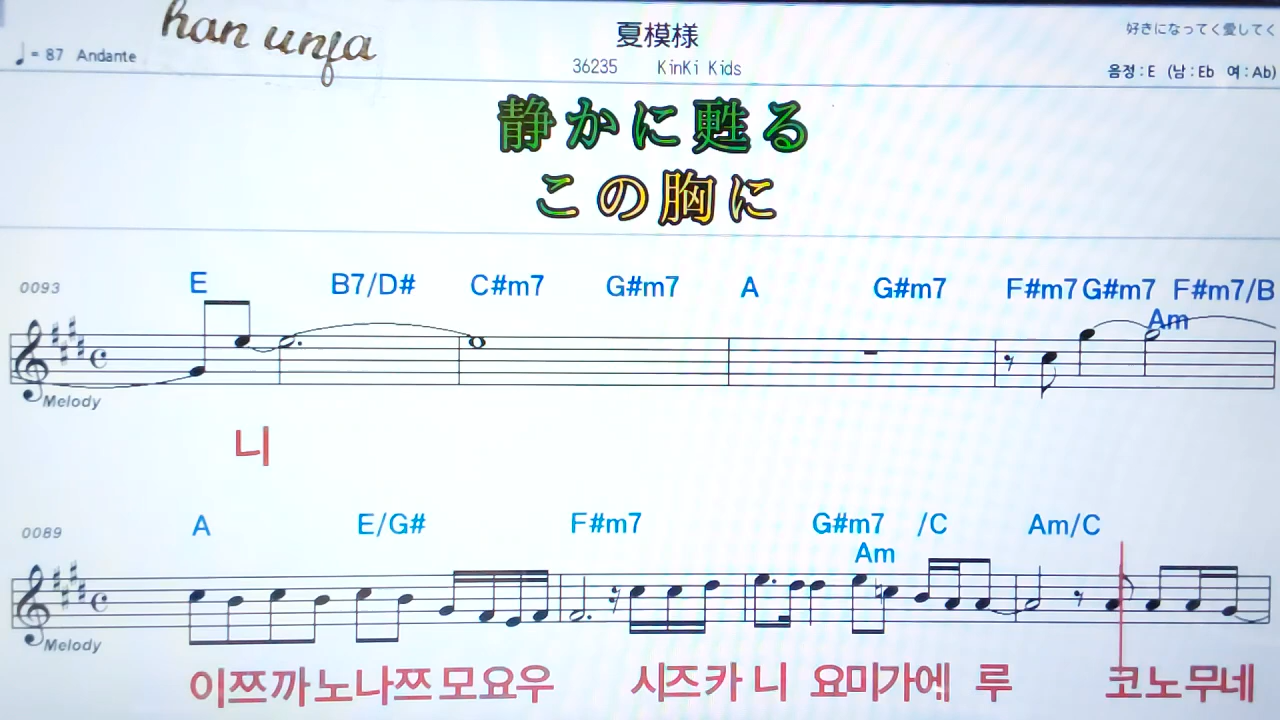 han unfa
夏模様
好きになってく愛してく
♩= 87 Andante
36235 KinKi Kids
음정 : E (남 : Eb 여 : Ab)
静かに甦る
この胸に
0093
E B7/D# C#m7 G#m7 A G#m7 F#m7 G#m7 F#m7/B
Am
Melody
니
0089
A E/G# F#m7 G#m7 /C Am/C
Am
Melody
이쯔까노나쯔모요우 시즈카니 요미가에루 코노무네